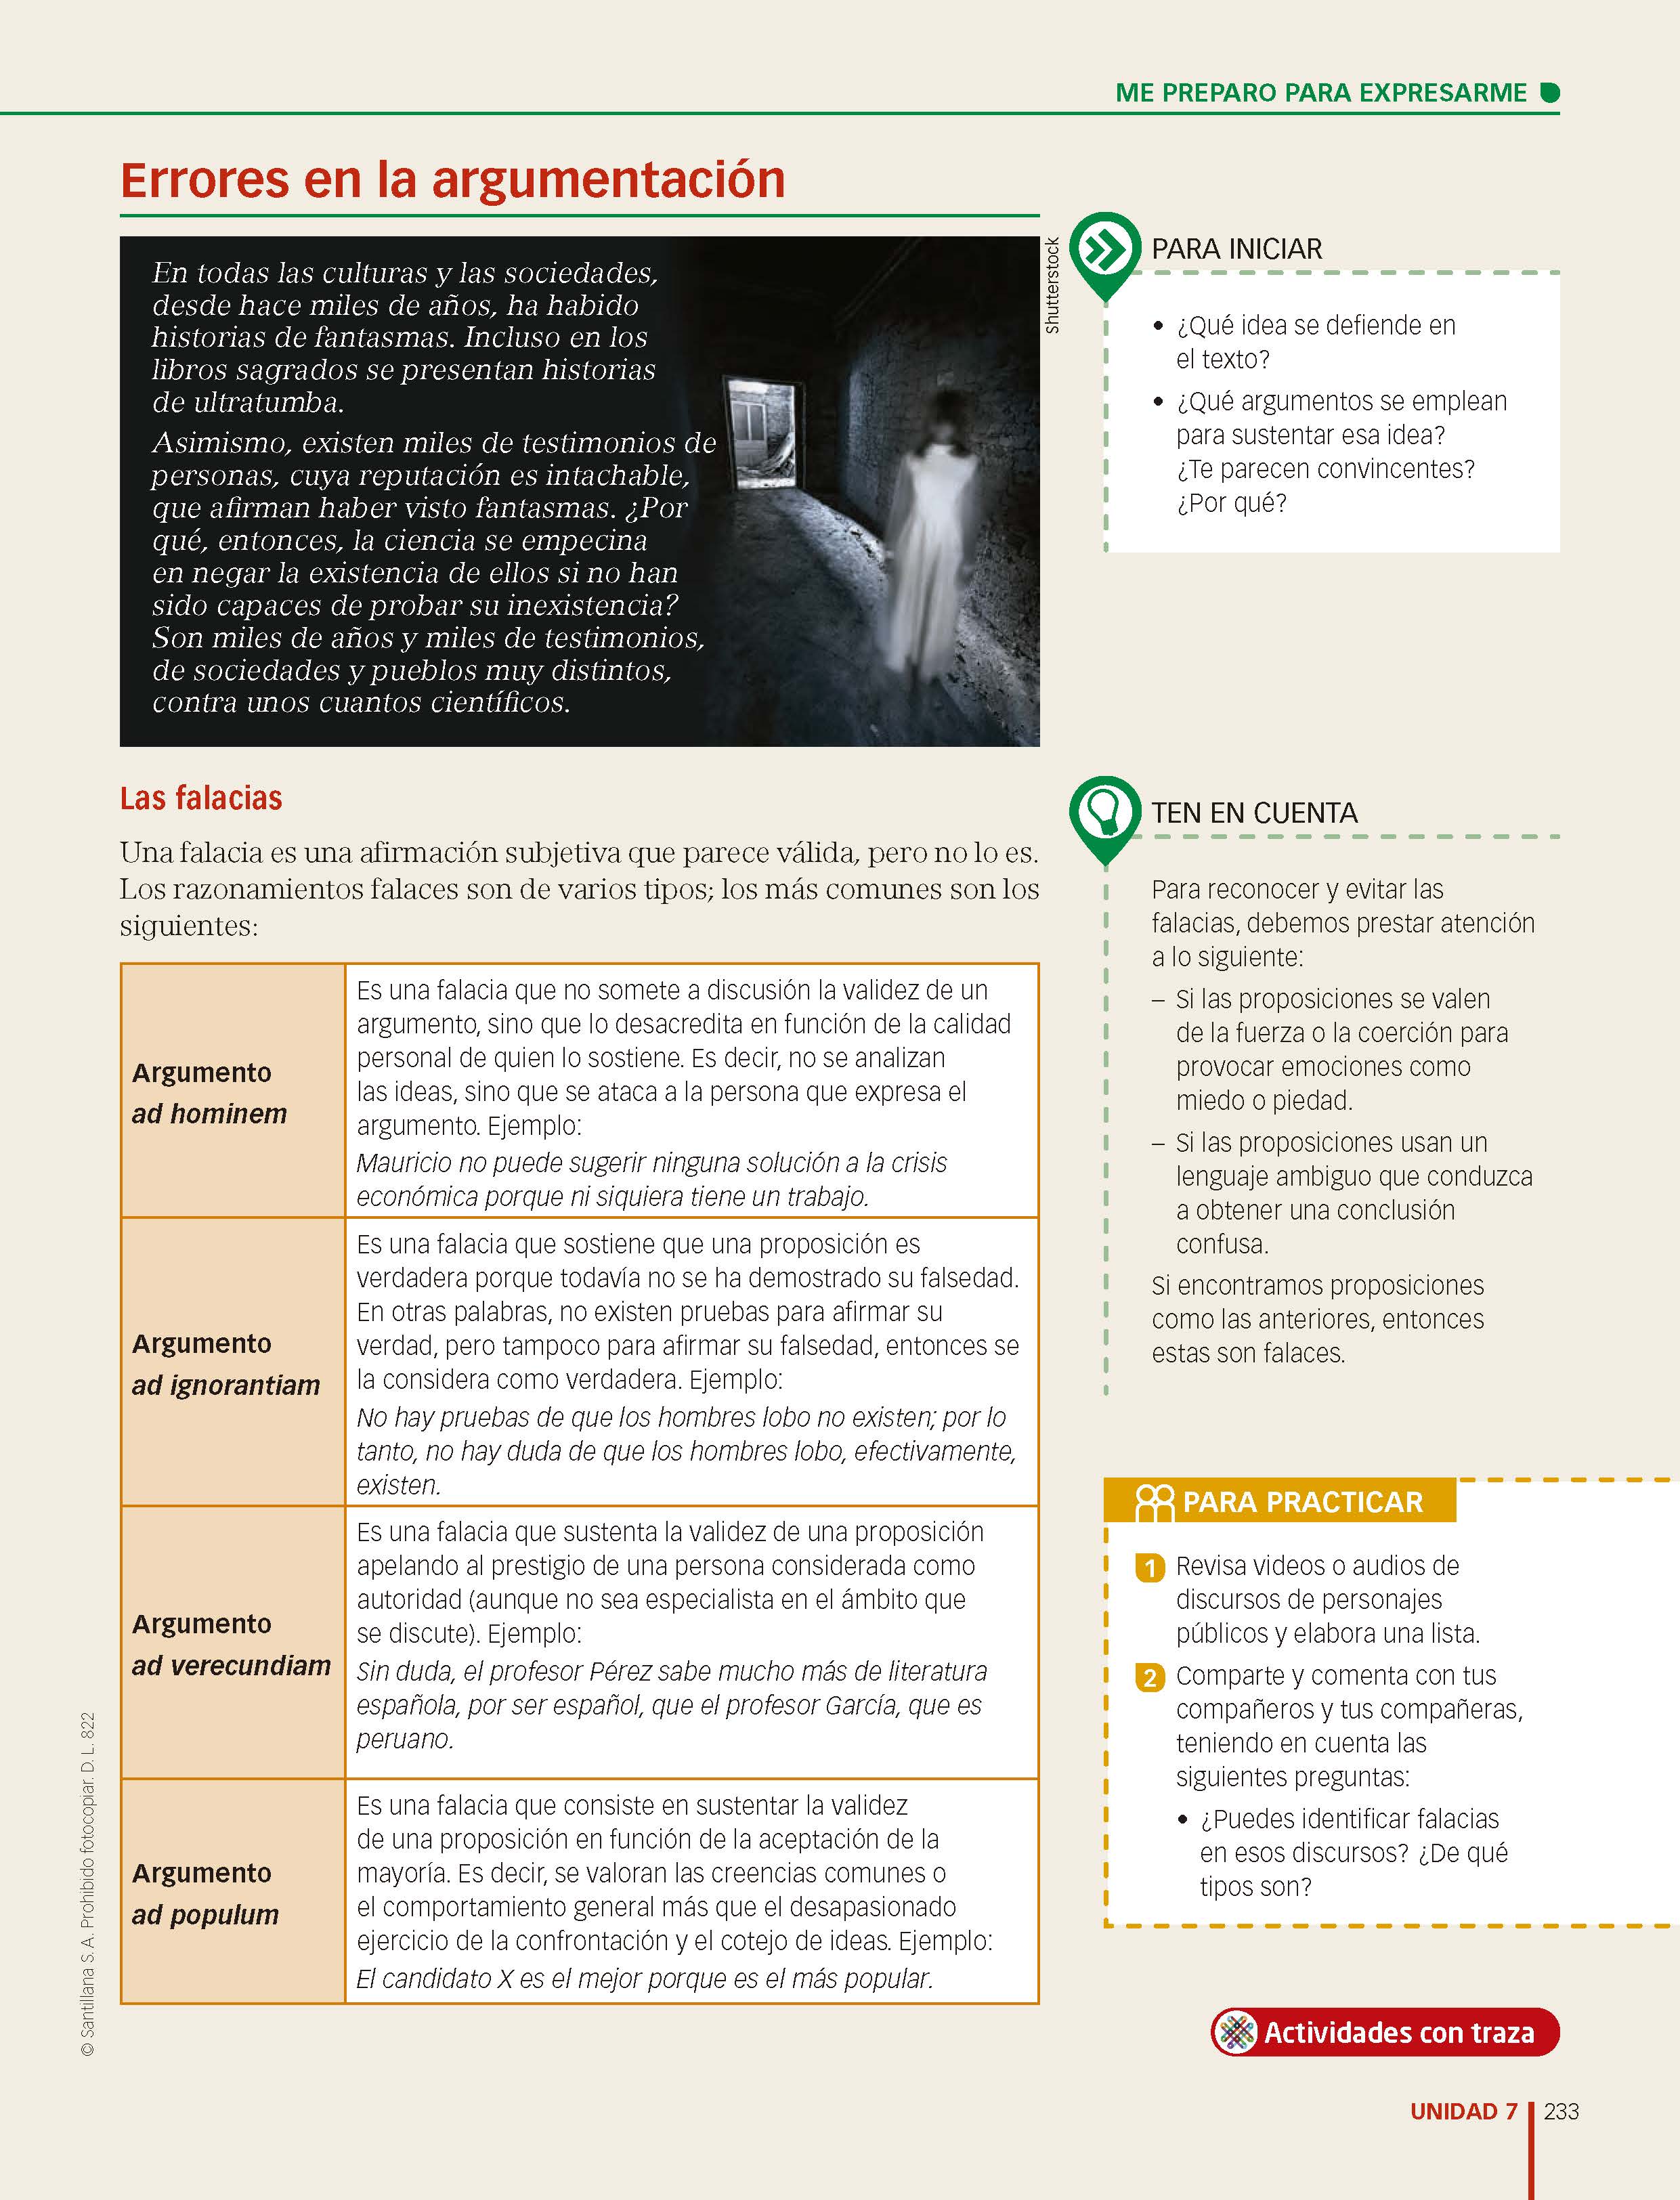 ME PREPARO PARA EXPRESARME
Errores en la argumentación
En todas las culturas y las sociedades,
desde hace miles de años, ha habido
historias de fantasmas. Incluso en los
libros sagrados se presentan historias
de ultratumba.
Asimismo, existen miles de testimonios de
personas, cuya reputación es intachable,
que afirman haber visto fantasmas. ¿Por
qué, entonces, la ciencia se empecina
en negar la existencia de ellos si no han
sido capaces de probar su inexistencia?
Son miles de años y miles de testimonios,
de sociedades y pueblos muy distintos,
contra unos cuantos científicos.
Shutterstock
PARA INICIAR
• ¿Qué idea se defiende en
el texto?
• ¿Qué argumentos se emplean
para sustentar esa idea?
¿Te parecen convincentes?
¿Por qué?
Las falacias
Una falacia es una afirmación subjetiva que parece válida, pero no lo es.
Los razonamientos falaces son de varios tipos; los más comunes son los
siguientes:
Argumento
ad hominem
Es una falacia que no somete a discusión la validez de un
argumento, sino que lo desacredita en función de la calidad
personal de quien lo sostiene. Es decir, no se analizan
las ideas, sino que se ataca a la persona que expresa el
argumento. Ejemplo:
Mauricio no puede sugerir ninguna solución a la crisis
económica porque ni siquiera tiene un trabajo.
Argumento
ad ignorantiam
Es una falacia que sostiene que una proposición es
verdadera porque todavía no se ha demostrado su falsedad.
En otras palabras, no existen pruebas para afirmar su
verdad, pero tampoco para afirmar su falsedad, entonces se
la considera como verdadera. Ejemplo:
No hay pruebas de que los hombres lobo no existen; por lo
tanto, no hay duda de que los hombres lobo, efectivamente,
existen.
Argumento
ad verecundiam
Es una falacia que sustenta la validez de una proposición
apelando al prestigio de una persona considerada como
autoridad (aunque no sea especialista en el ámbito que
se discute). Ejemplo:
Sin duda, el profesor Pérez sabe mucho más de literatura
española, por ser español, que el profesor García, que es
peruano.
Argumento
ad populum
Es una falacia que consiste en sustentar la validez
de una proposición en función de la aceptación de la
mayoría. Es decir, se valoran las creencias comunes o
el comportamiento general más que el desapasionado
ejercicio de la confrontación y el cotejo de ideas. Ejemplo:
El candidato X es el mejor porque es el más popular.
TEN EN CUENTA
Para reconocer y evitar las
falacias, debemos prestar atención
a lo siguiente:
– Si las proposiciones se valen
de la fuerza o la coerción para
provocar emociones como
miedo o piedad.
– Si las proposiciones usan un
lenguaje ambiguo que conduzca
a obtener una conclusión
confusa.
Si encontramos proposiciones
como las anteriores, entonces
estas son falaces.
PARA PRACTICAR
1 Revisa videos o audios de
discursos de personajes
públicos y elabora una lista.
2 Comparte y comenta con tus
compañeros y tus compañeras,
teniendo en cuenta las
siguientes preguntas:
• ¿Puedes identificar falacias
en esos discursos? ¿De qué
tipos son?
Actividades con traza
© Santillana S. A. Prohibido fotocopiar. D. L. 822
UNIDAD 7 233